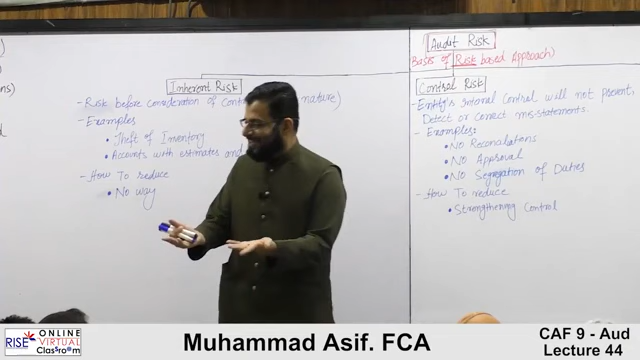 Audit Risk
(Basis of Risk based Approach)
Inherent Risk
- Risk before consideration of nature)
- Examples
• Theft of Inventory
• Accounts with estimates and
- How To reduce
• No way
Control Risk
- Entity's Internal Control will not prevent,
Detect or Correct mis-statements.
- Examples:
• NO Reconcilations
• NO Approval
• NO Segregation of Duties
- How To reduce
• Strengthening Control
RISE ONLINE
VIRTUAL
Classroom
Muhammad Asif. FCA
CAF 9 - Aud
Lecture 44